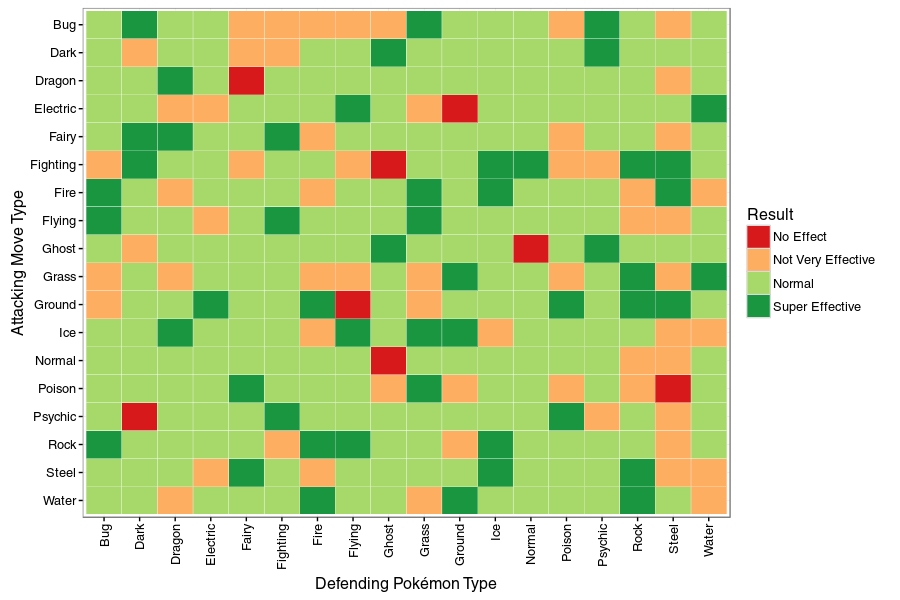 Bug
Dark
Dragon
Electric
Fairy
Fighting
Fire
Flying
Ghost
Grass
Ground
Ice
Normal
Poison
Psychic
Rock
Steel
Water
Attacking Move Type
Bug
Dark
Dragon
Electric
Fairy
Fighting
Fire
Flying
Ghost
Grass
Ground
Ice
Normal
Poison
Psychic
Rock
Steel
Water
Defending Pokémon Type
Result
No Effect
Not Very Effective
Normal
Super Effective